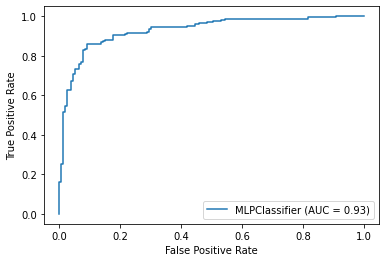 1.0
0.8
0.6
0.4
0.2
0.0
True Positive Rate
MLPClassifier (AUC = 0.93)
0.0 0.2 0.4 0.6 0.8 1.0
False Positive Rate